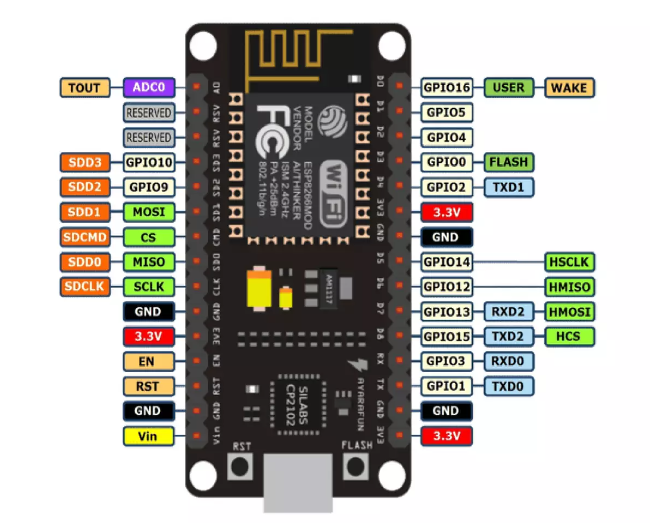 TOUT ADC0 A0 D0 GPIO16 USER WAKE
RESERVED RSV D1 GPIO5
RESERVED RSV D2 GPIO4
SDD3 GPIO10 SD3 D3 GPIO0 FLASH
SDD2 GPIO9 SD2 D4 GPIO2 TXD1
SDD1 MOSI SD1 3V3 3.3V
SDCMD CS CMD GND GND
SDD0 MISO SD0 D5 GPIO14 HSCLK
SDCLK SCLK CLK D6 GPIO12 HMISO
GND GND D7 GPIO13 RXD2 HMOSI
3.3V 3V3 D8 GPIO15 TXD2 HCS
EN EN RX GPIO3 RXD0
RST RST TX GPIO1 TXD0
GND GND GND GND
Vin Vin 3V3 3.3V
MODEL ESP8266MOD
VENDOR AI/THINKER
ISM 2.4GHz
PA +25dBm
802.11b/g/n
FC
Wi Fi
AM1117
SILABS
CP2102
AYARAFUN
RST FLASH